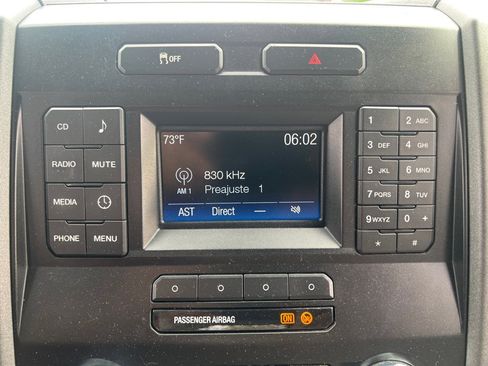 OFF
CD
RADIO MUTE
MEDIA
PHONE MENU
73°F 06:02
830 kHz
AM 1 Preajuste 1
AST Direct —
1 2 ABC
3 DEF 4 GHI
5 JKL 6 MNO
7 PQRS 8 TUV
9 WXYZ 0 +
* #
PASSENGER AIRBAG ON OFF